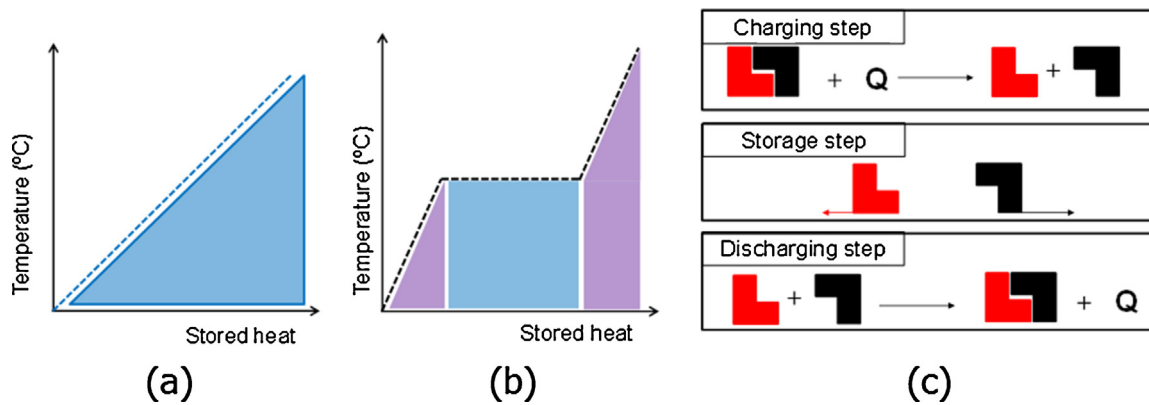 Temperature (ºC)
Stored heat
(a)
Temperature (ºC)
Stored heat
(b)
Charging step
+ Q +
Storage step
Discharging step
+ + Q
(c)